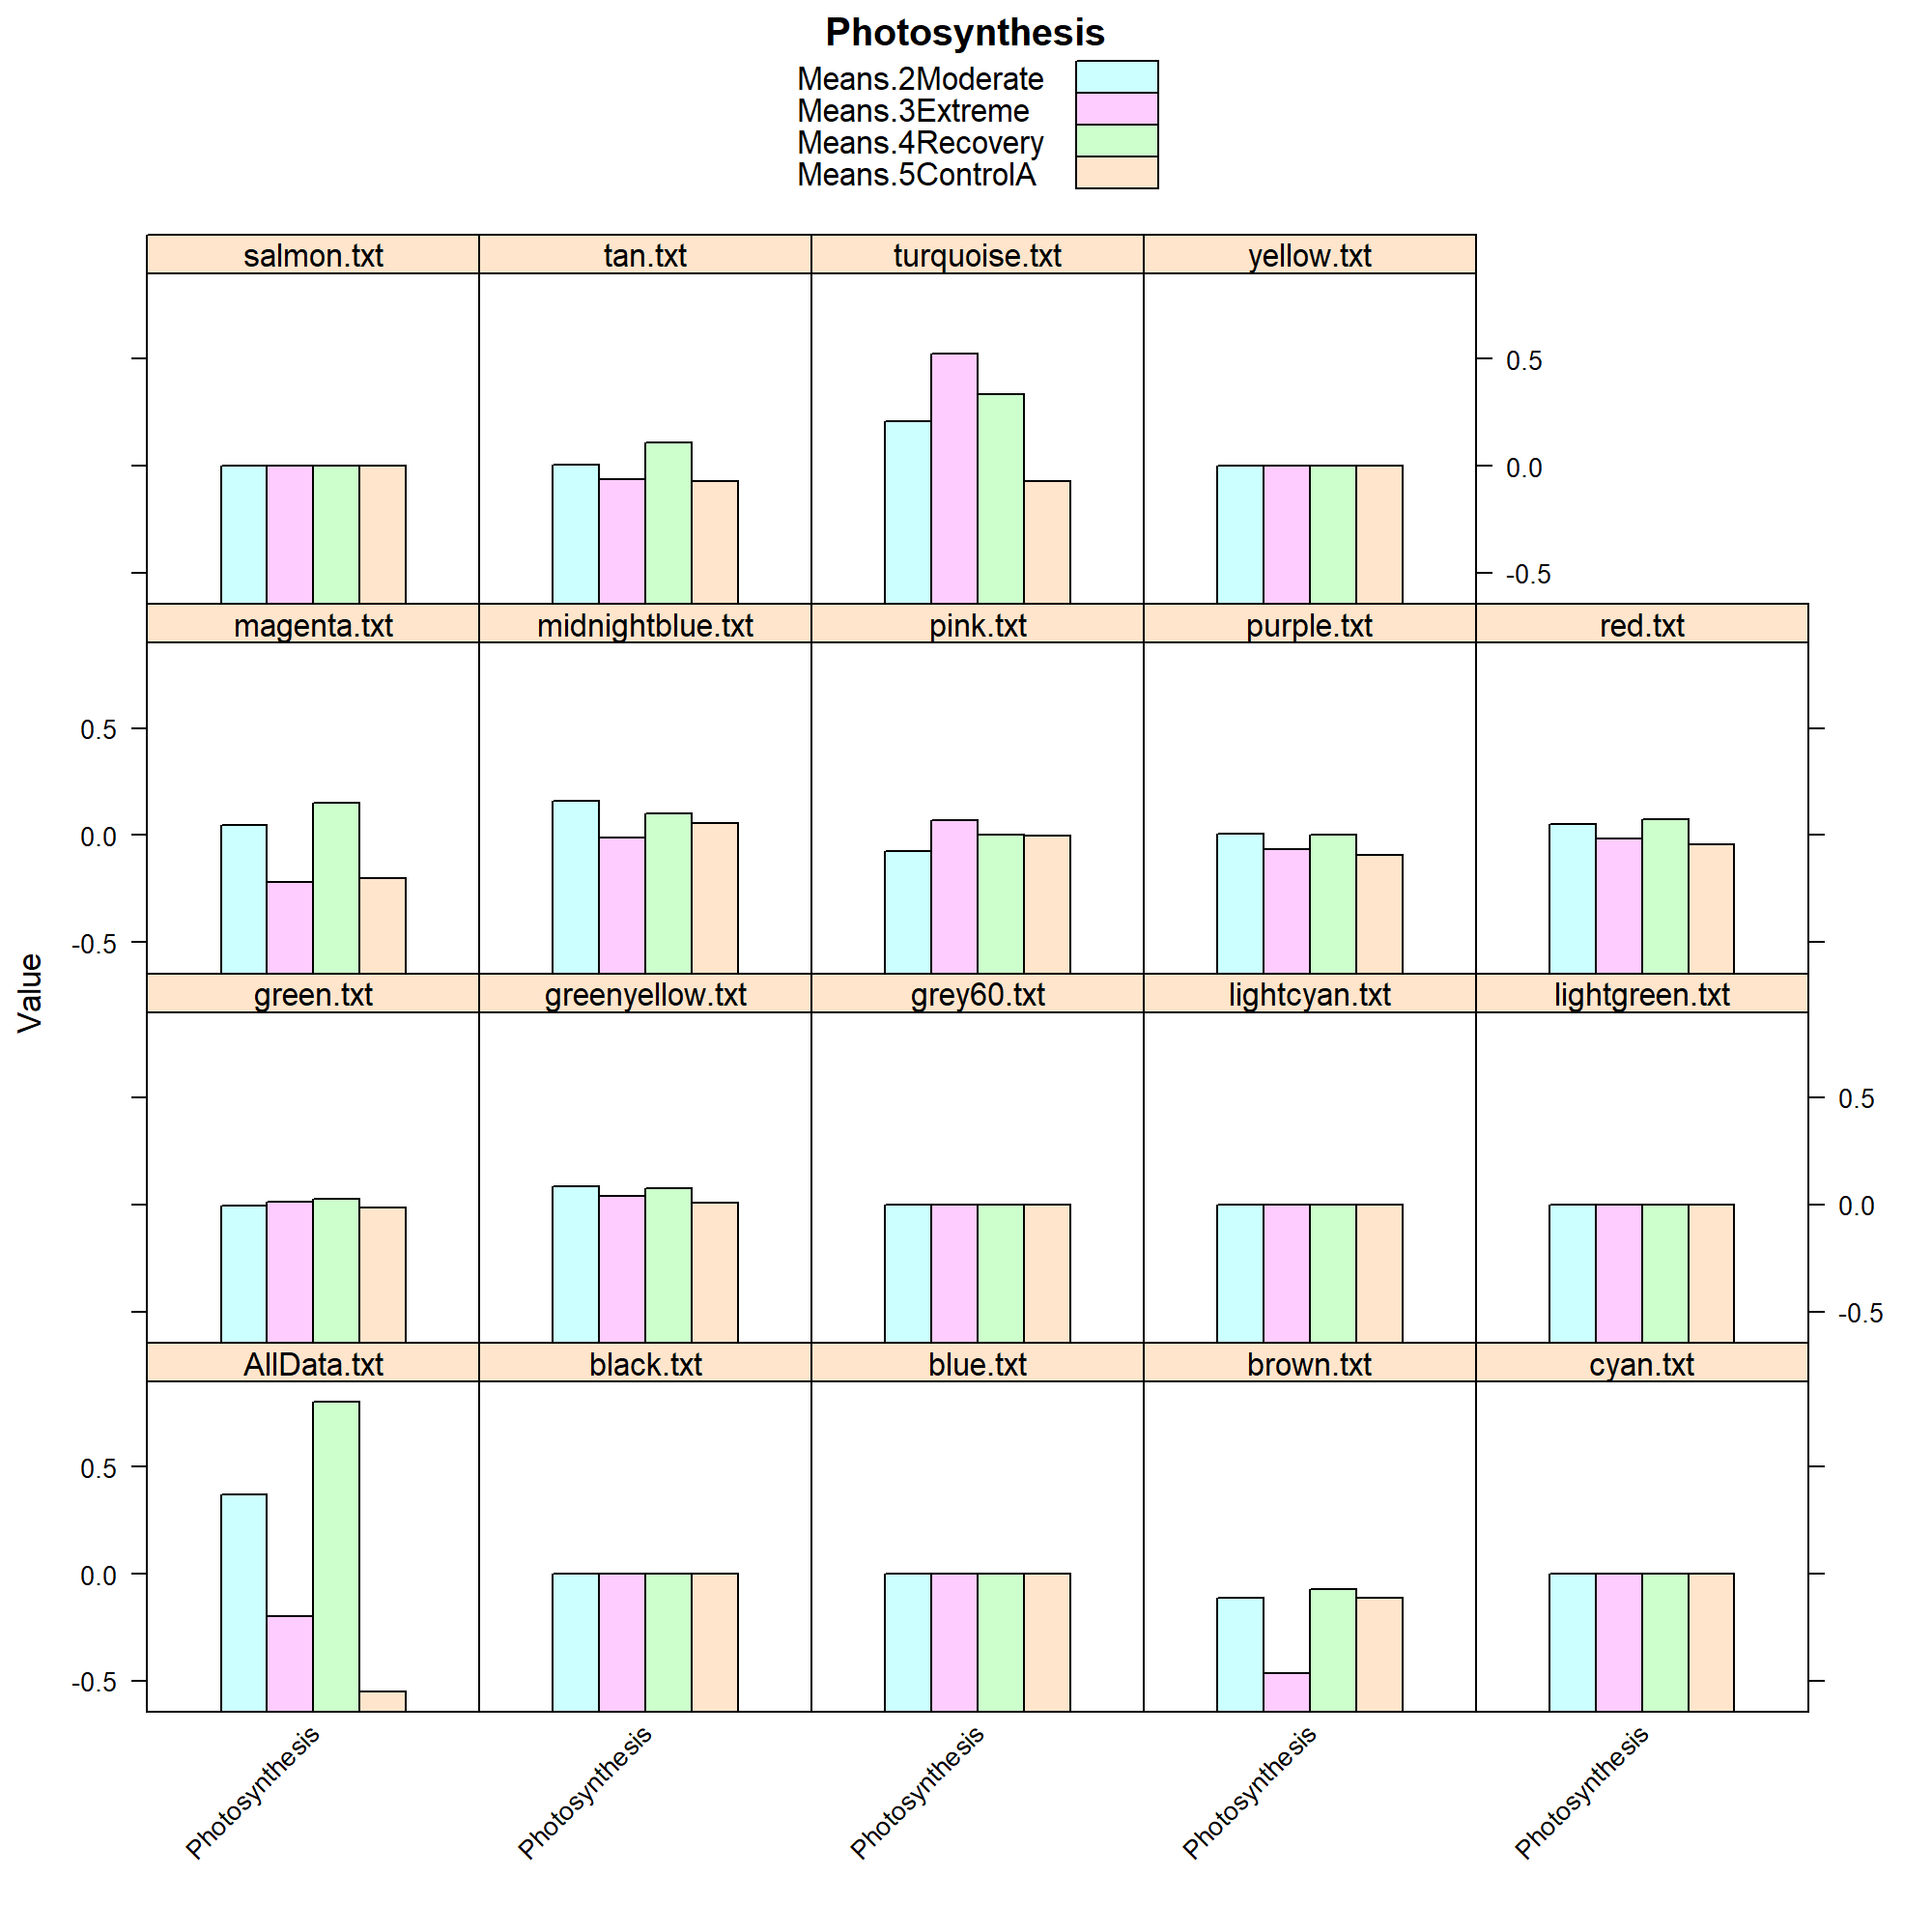 Photosynthesis
Means.2Moderate
Means.3Extreme
Means.4Recovery
Means.5ControlA
salmon.txt tan.txt turquoise.txt yellow.txt
0.5
0.0
-0.5
magenta.txt midnightblue.txt pink.txt purple.txt red.txt
0.5
0.0
-0.5
Value
green.txt greenyellow.txt grey60.txt lightcyan.txt lightgreen.txt
0.5
0.0
-0.5
AllData.txt black.txt blue.txt brown.txt cyan.txt
0.5
0.0
-0.5
Photosynthesis Photosynthesis Photosynthesis Photosynthesis Photosynthesis